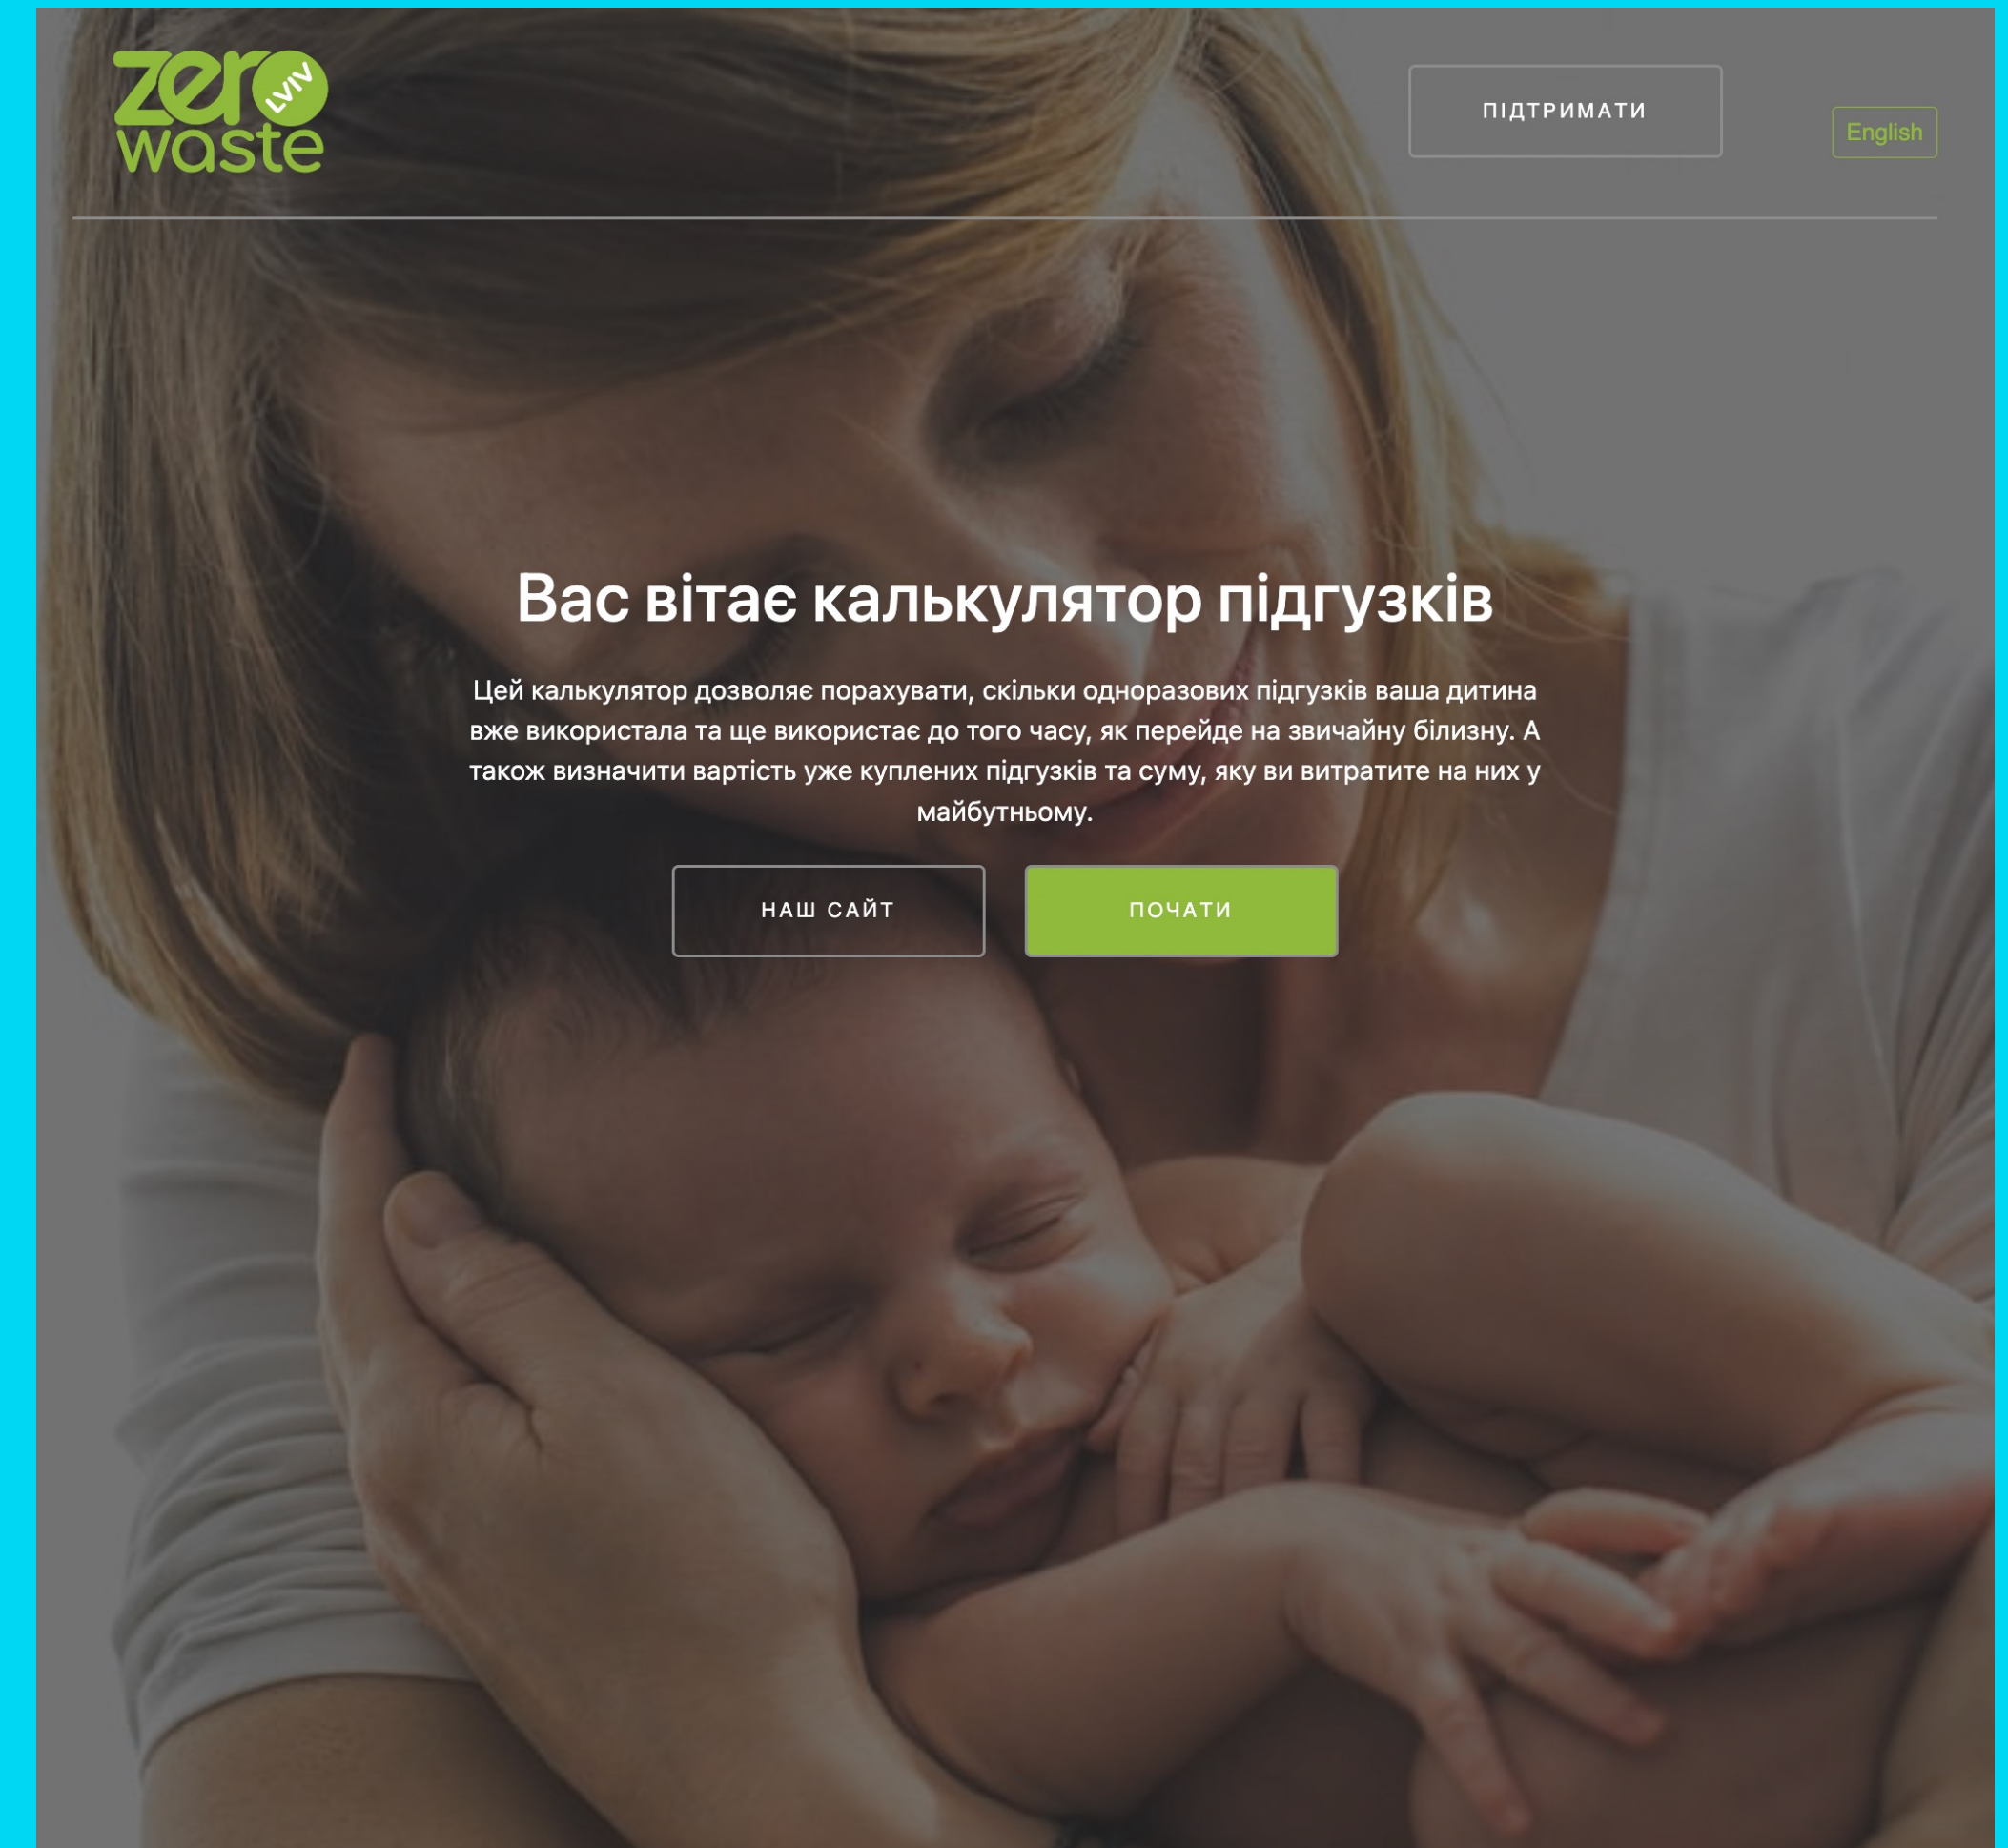 zero
LVIV
waste
ПІДТРИМАТИ
English
Вас вітає калькулятор підгузків
Цей калькулятор дозволяє порахувати, скільки одноразових підгузків ваша дитина
вже використала та ще використає до того часу, як перейде на звичайну білизну. А
також визначити вартість уже куплених підгузків та суму, яку ви витратите на них у
майбутньому.
НАШ САЙТ
ПОЧАТИ